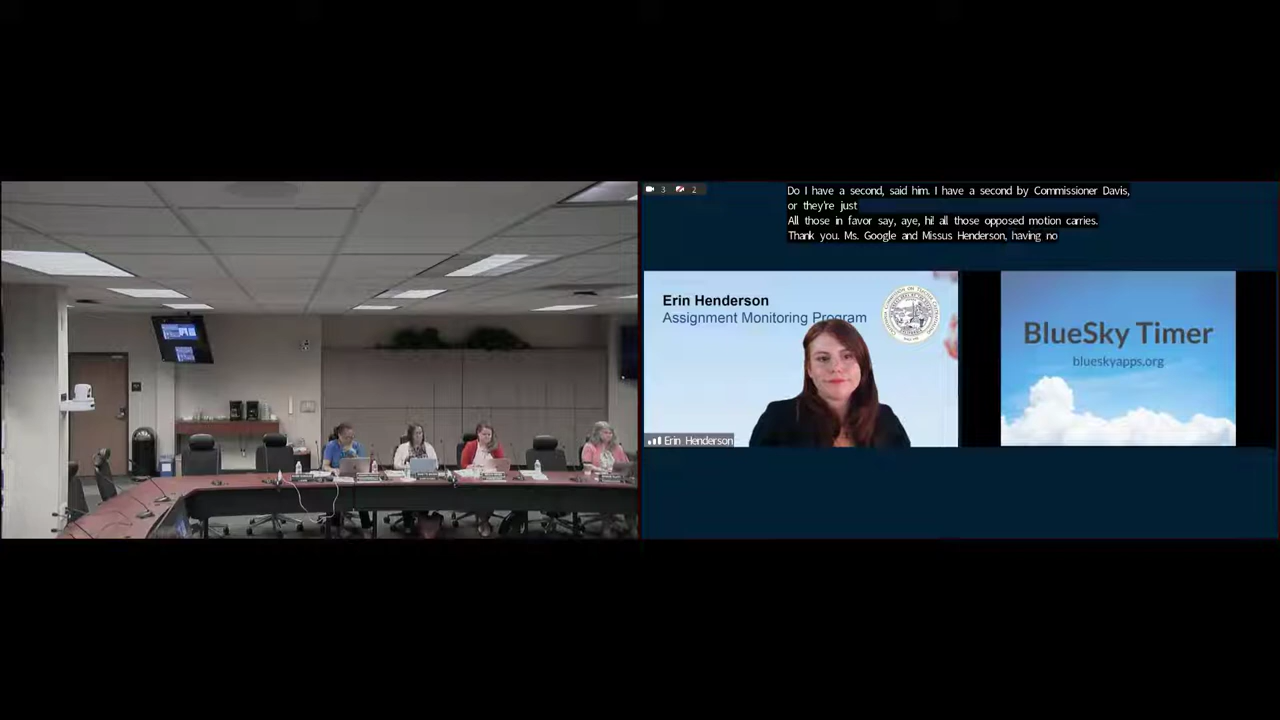 3 2
Do I have a second, said him. I have a second by Commissioner Davis,
or they're just
All those in favor say, aye, hi! all those opposed motion carries.
Thank you. Ms. Google and Missus Henderson, having no
Erin Henderson
Assignment Monitoring Program
BlueSky Timer
blueskyapps.org
Erin Henderson